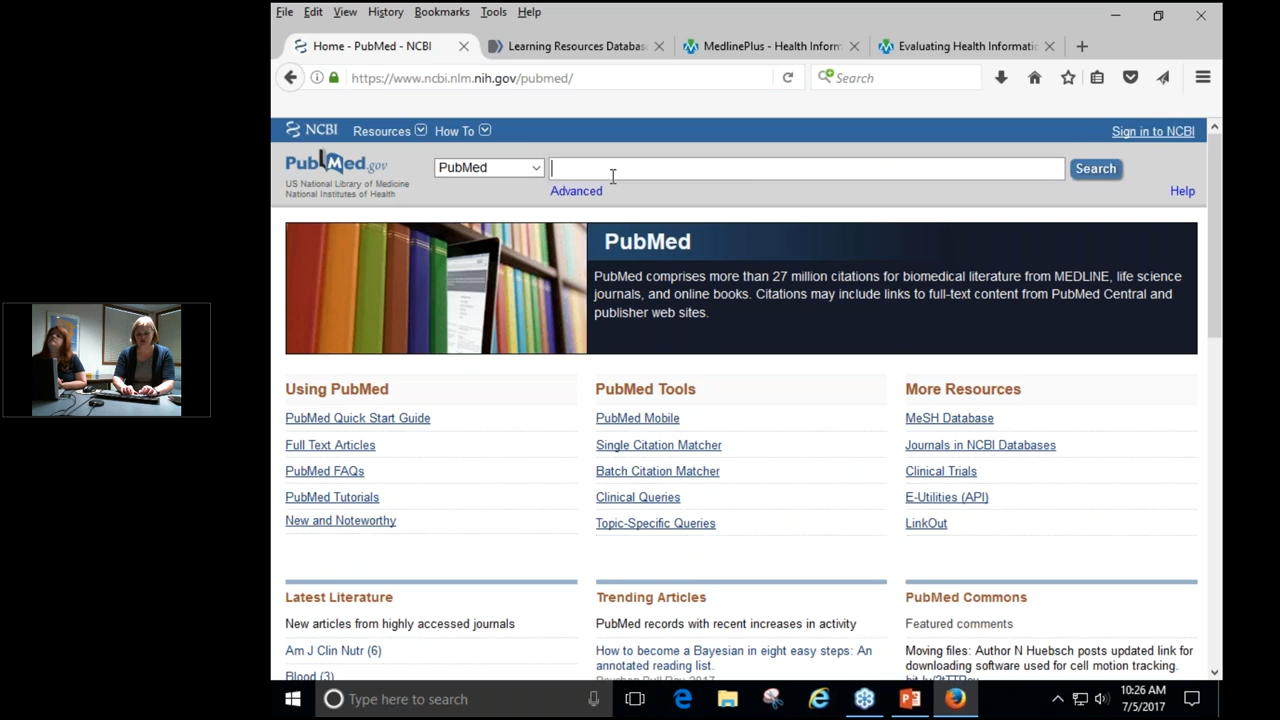 File Edit View History Bookmarks Tools Help
Home - PubMed - NCBI
Learning Resources Databas
MedlinePlus - Health Inform
Evaluating Health Informatic
https://www.ncbi.nlm.nih.gov/pubmed/
Search
NCBI Resources How To
Sign in to NCBI
PubMed.gov
US National Library of Medicine
National Institutes of Health
PubMed
Search
Advanced
Help
PubMed
PubMed comprises more than 27 million citations for biomedical literature from MEDLINE, life science
journals, and online books. Citations may include links to full-text content from PubMed Central and
publisher web sites.
Using PubMed
PubMed Quick Start Guide
Full Text Articles
PubMed FAQs
PubMed Tutorials
New and Noteworthy
PubMed Tools
PubMed Mobile
Single Citation Matcher
Batch Citation Matcher
Clinical Queries
Topic-Specific Queries
More Resources
MeSH Database
Journals in NCBI Databases
Clinical Trials
E-Utilities (API)
LinkOut
Latest Literature
New articles from highly accessed journals
Am J Clin Nutr (6)
Blood (3)
Trending Articles
PubMed records with recent increases in activity
How to become a Bayesian in eight easy steps: An
annotated reading list.
PubMed Commons
Featured comments
Moving files: Author N Huebsch posts updated link for
downloading software used for cell motion tracking.
Type here to search
10:26 AM
7/5/2017